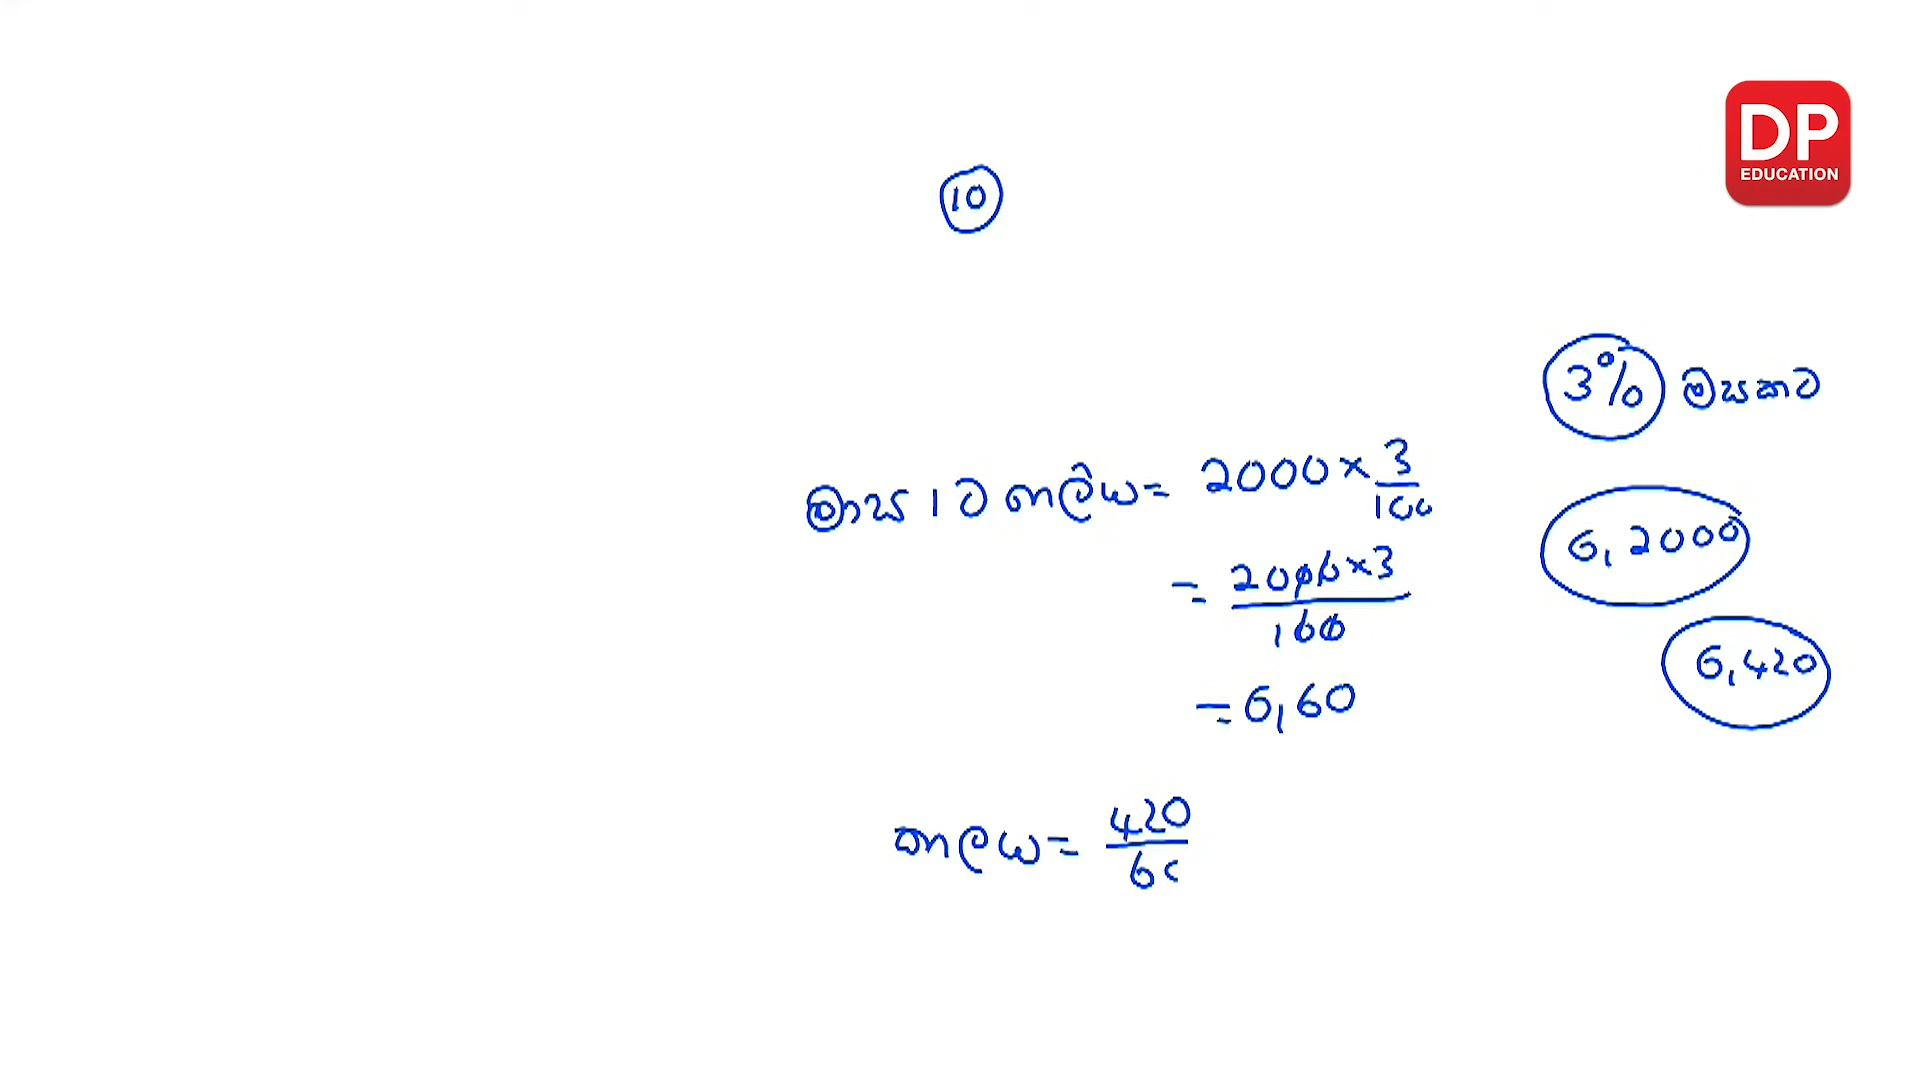 DP
EDUCATION
10
3% මසකට
මාස 1 ට පොලිය = 2000 × 3/100
රු, 2000
= 2000 × 3 / 100
රු, 420
= රු, 60
කාලය = 420/60